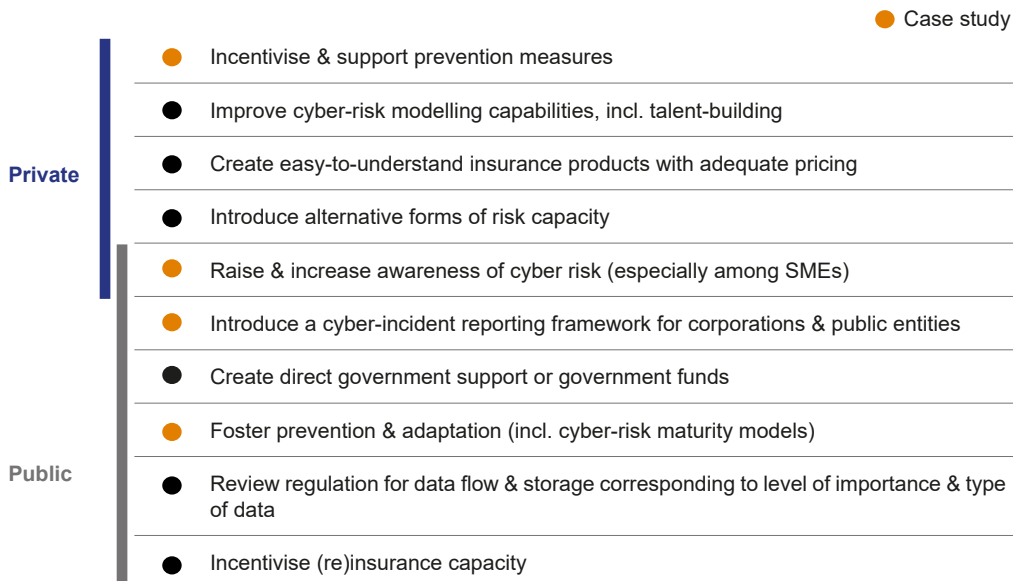 Case study
Incentivise & support prevention measures
Improve cyber-risk modelling capabilities, incl. talent-building
Private
Create easy-to-understand insurance products with adequate pricing
Introduce alternative forms of risk capacity
Raise & increase awareness of cyber risk (especially among SMEs)
Introduce a cyber-incident reporting framework for corporations & public entities
Create direct government support or government funds
Foster prevention & adaptation (incl. cyber-risk maturity models)
Public
Review regulation for data flow & storage corresponding to level of importance & type
of data
Incentivise (re)insurance capacity